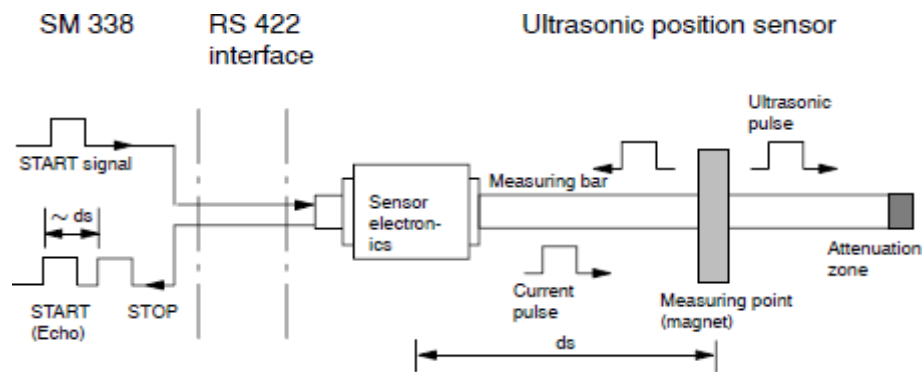 SM 338
RS 422
interface
Ultrasonic position sensor
START signal
~ ds
START
(Echo)
STOP
Sensor
electron-
ics
Measuring bar
Ultrasonic
pulse
Current
pulse
Measuring point
(magnet)
Attenuation
zone
ds